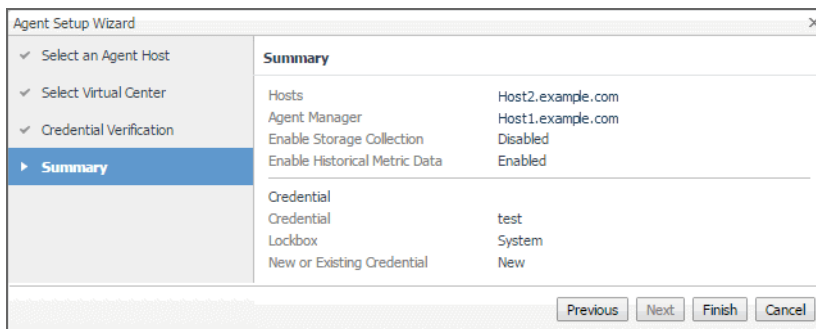 Agent Setup Wizard
Select an Agent Host
Select Virtual Center
Credential Verification
Summary
Summary
Hosts Host2.example.com
Agent Manager Host1.example.com
Enable Storage Collection Disabled
Enable Historical Metric Data Enabled
Credential
Credential test
Lockbox System
New or Existing Credential New
Previous Next Finish Cancel